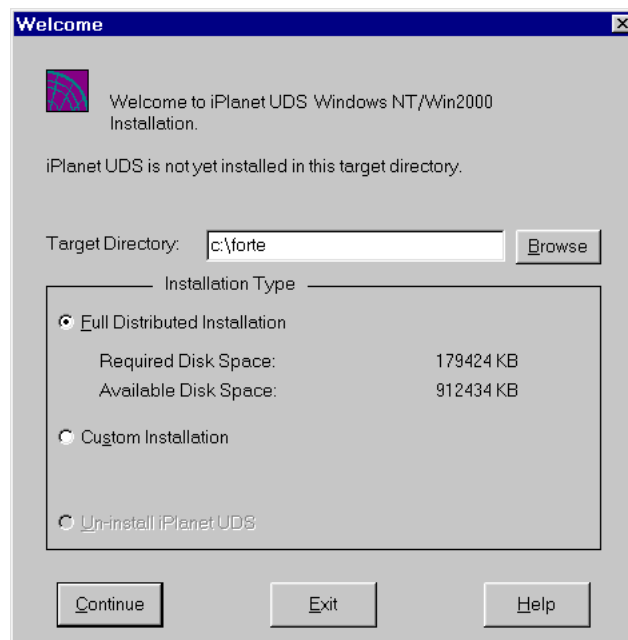 Welcome
Welcome to iPlanet UDS Windows NT/Win2000
Installation.
iPlanet UDS is not yet installed in this target directory.
Target Directory: c:\forte Browse
Installation Type
Full Distributed Installation
Required Disk Space: 179424 KB
Available Disk Space: 912434 KB
Custom Installation
Un-install iPlanet UDS
Continue Exit Help